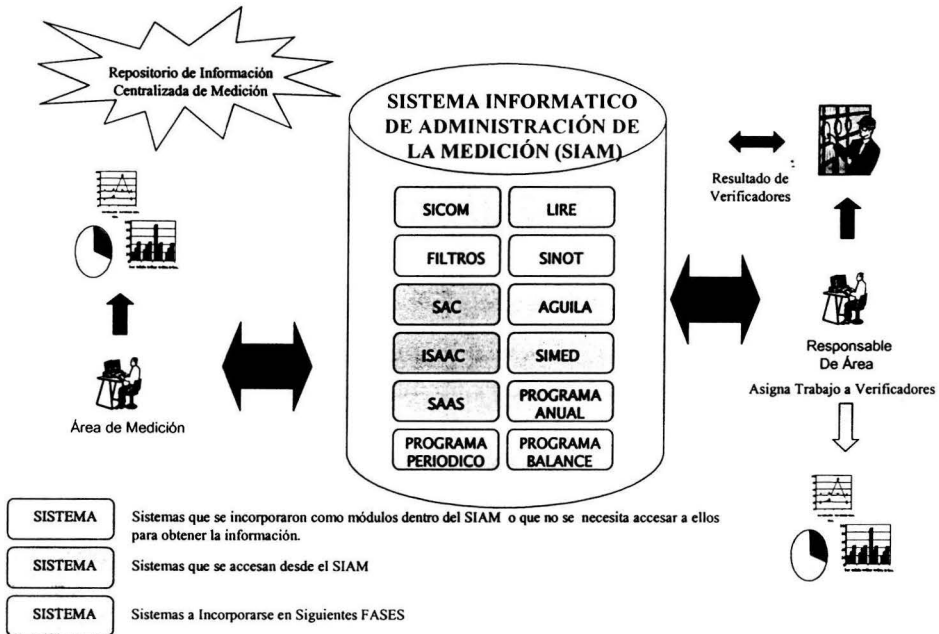 Repositorio de Información
Centralizada de Medición
SISTEMA INFORMATICO
DE ADMINISTRACIÓN DE
LA MEDICIÓN (SIAM)
SICOM
LIRE
FILTROS
SINOT
SAC
AGUILA
ISAAC
SIMED
SAAS
PROGRAMA
ANUAL
PROGRAMA
PERIODICO
PROGRAMA
BALANCE
Área de Medición
Resultado de
Verificadores
Responsable
De Área
Asigna Trabajo a Verificadores
SISTEMA
Sistemas que se incorporaron como módulos dentro del SIAM o que no se necesita accesar a ellos
para obtener la información.
SISTEMA
Sistemas que se accesan desde el SIAM
SISTEMA
Sistemas a Incorporarse en Siguientes FASES